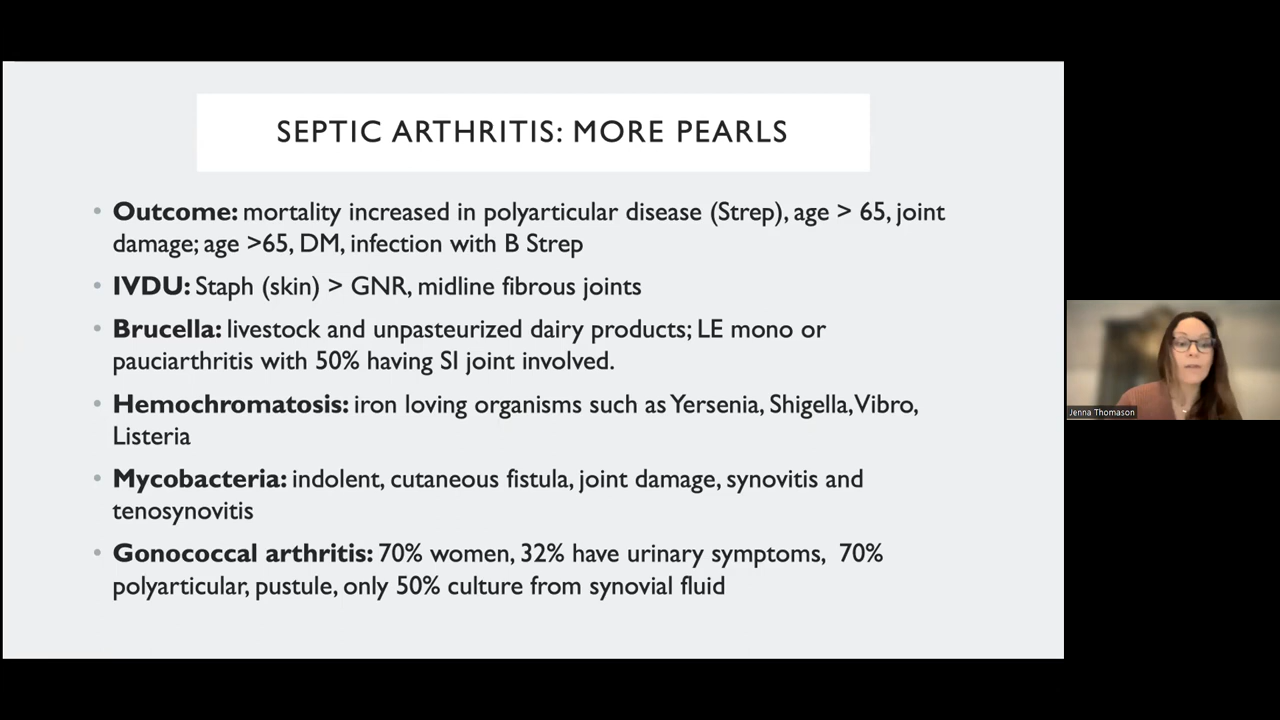 SEPTIC ARTHRITIS: MORE PEARLS
• Outcome: mortality increased in polyarticular disease (Strep), age > 65, joint
damage; age >65, DM, infection with B Strep
• IVDU: Staph (skin) > GNR, midline fibrous joints
• Brucella: livestock and unpasteurized dairy products; LE mono or
pauciarthritis with 50% having SI joint involved.
• Hemochromatosis: iron loving organisms such as Yersenia, Shigella, Vibro,
Listeria
• Mycobacteria: indolent, cutaneous fistula, joint damage, synovitis and
tenosynovitis
• Gonococcal arthritis: 70% women, 32% have urinary symptoms, 70%
polyarticular, pustule, only 50% culture from synovial fluid
Jenna Thomason